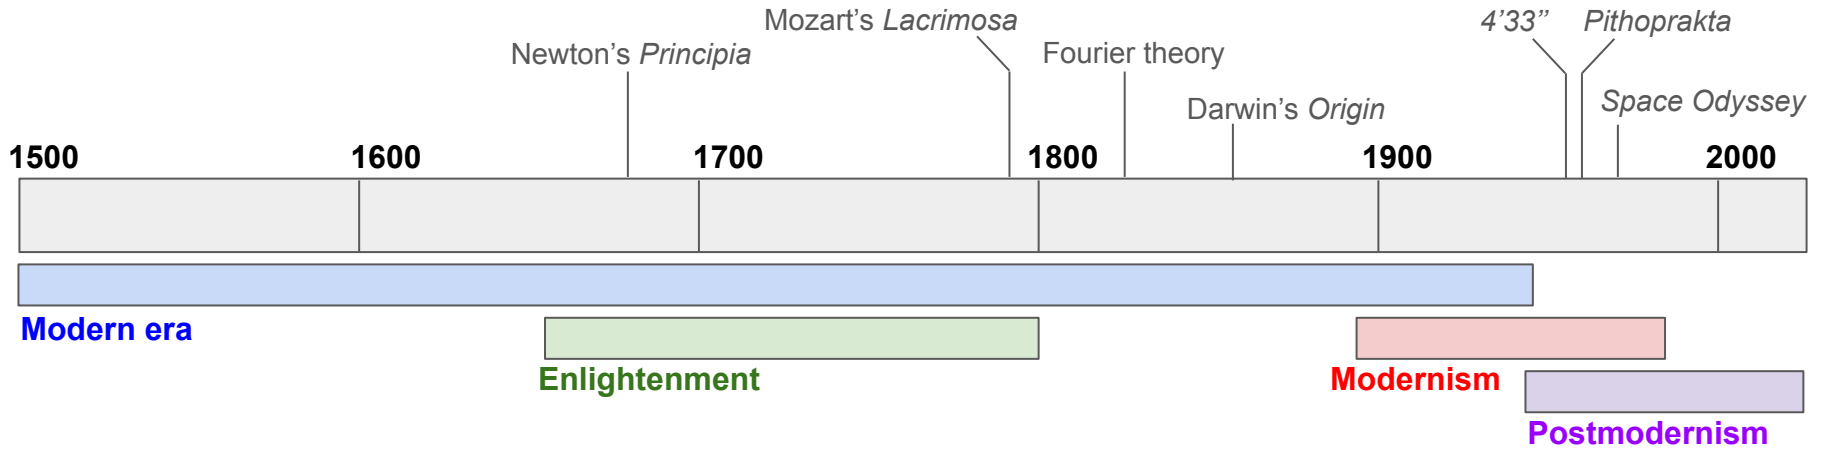 Mozart’s Lacrimosa
4’33”
Pithoprakta
Newton’s Principia
Fourier theory
Darwin’s Origin
Space Odyssey
1500
1600
1700
1800
1900
2000
Modern era
Enlightenment
Modernism
Postmodernism